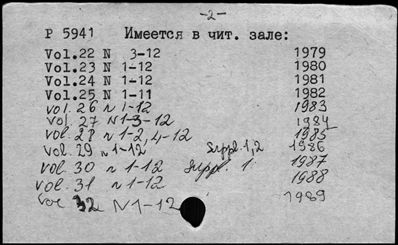 -2-
P 5941 Имеется в чит. зале:
Vol.22 N 3-12 1979
Vol.23 N 1-12 1980
Vol.24 N 1-12 1981
Vol.25 N 1-11 1982
vol. 26 N 1-12 1983
vol. 27 N1-3-12 1984
vol. 28 N 1-2, 4-12 1985
vol. 29 N 1-12 Suppl. 1,2 1986
vol. 30 N 1-12 Suppl. 1 1987
vol. 31 N 1-12 1988
vol 32 N1-12 1989